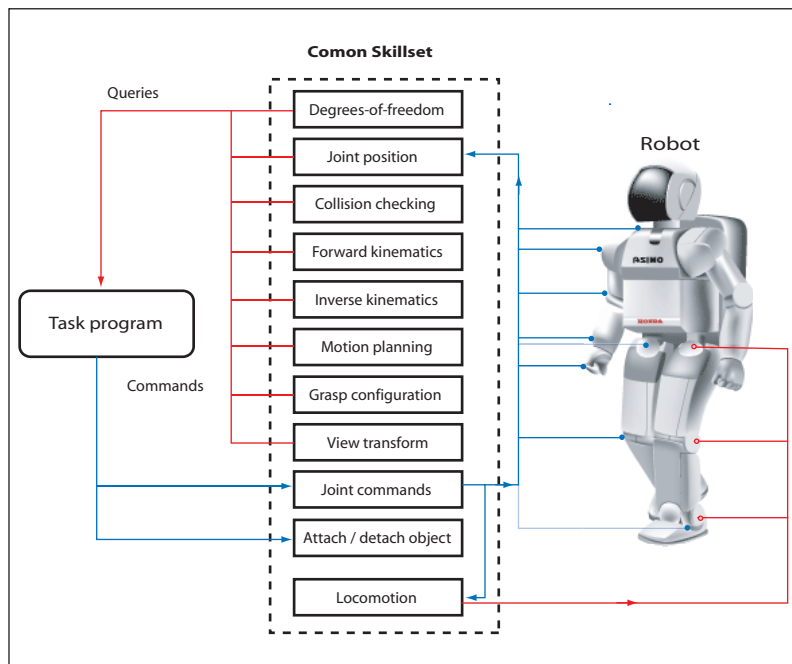 Comon Skillset
Queries
Degrees-of-freedom
Joint position
Robot
Collision checking
Forward kinematics
ASIMO
Inverse kinematics
HONDA
Task program
Motion planning
Commands
Grasp configuration
View transform
Joint commands
Attach / detach object
Locomotion